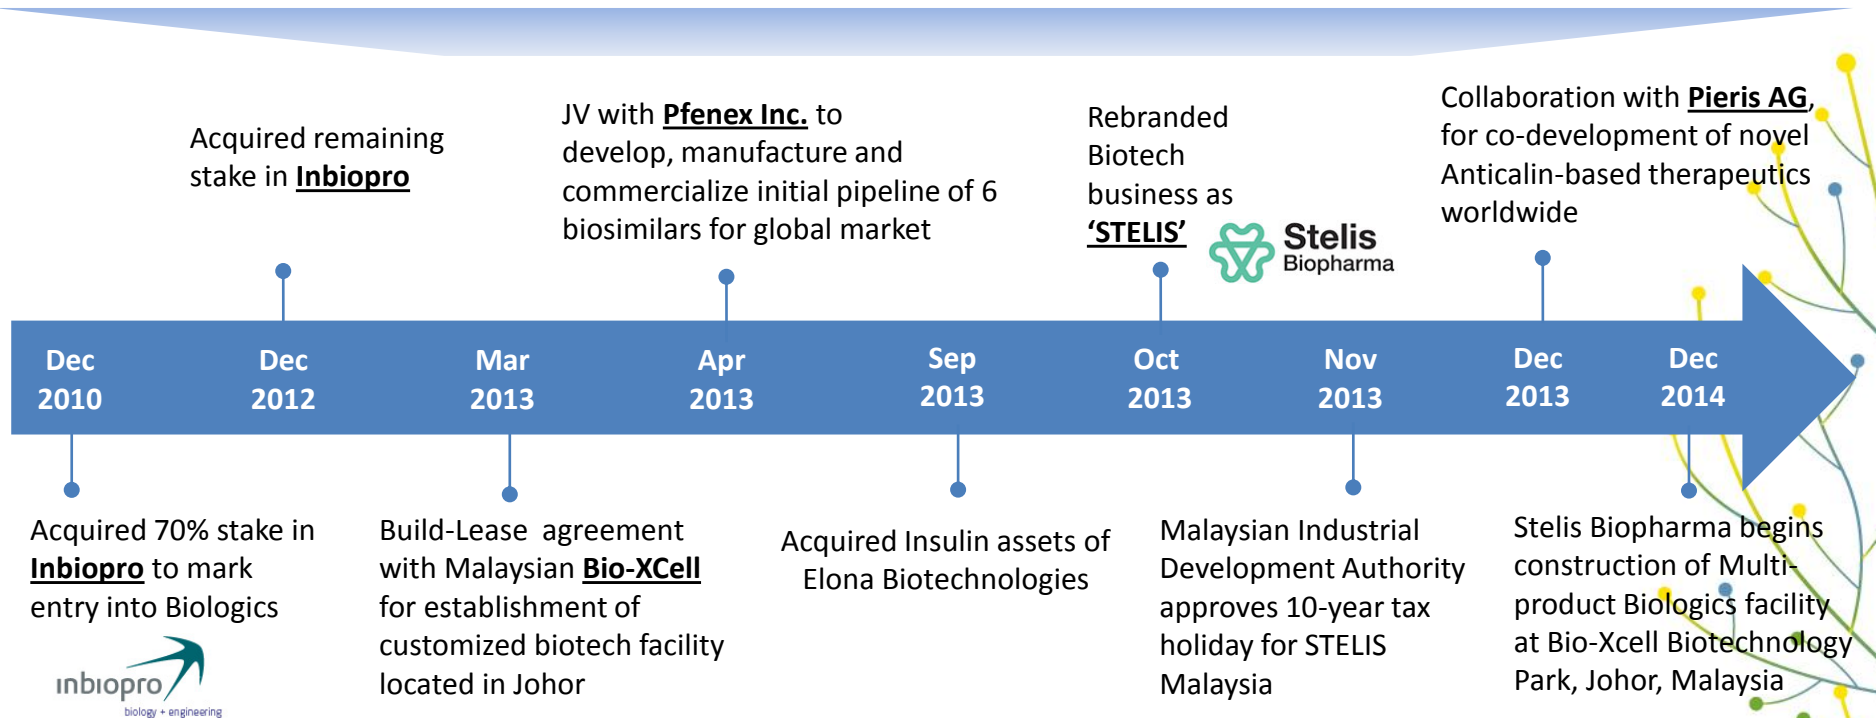 Acquired remaining
stake in Inbiopro
JV with Pfenex Inc. to
develop, manufacture and
commercialize initial pipeline of 6
biosimilars for global market
Rebranded
Biotech
business as
‘STELIS’
Stelis
Biopharma
Collaboration with Pieris AG,
for co-development of novel
Anticalin-based therapeutics
worldwide
Dec
2010
Dec
2012
Mar
2013
Apr
2013
Sep
2013
Oct
2013
Nov
2013
Dec
2013
Dec
2014
Acquired 70% stake in
Inbiopro to mark
entry into Biologics
inbiopro
biology + engineering
Build-Lease agreement
with Malaysian Bio-XCell
for establishment of
customized biotech facility
located in Johor
Acquired Insulin assets of
Elona Biotechnologies
Malaysian Industrial
Development Authority
approves 10-year tax
holiday for STELIS
Malaysia
Stelis Biopharma begins
construction of Multi-
product Biologics facility
at Bio-Xcell Biotechnology
Park, Johor, Malaysia